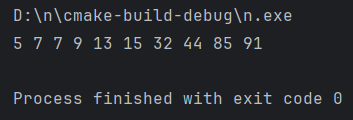 D:\n\cmake-build-debug\n.exe
5 7 7 9 13 15 32 44 85 91
Process finished with exit code 0